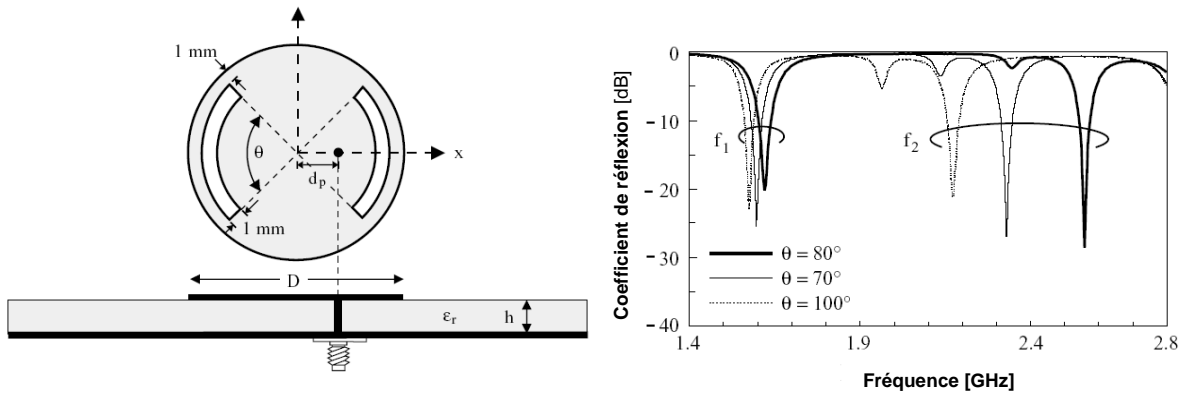 1 mm
θ
x
d_p
1 mm
D
ε_r
h
Coefficient de réflexion [dB]
0
−10
−20
−30
−40
f_1
f_2
θ = 80°
θ = 70°
θ = 100°
1.4
1.9
2.4
2.8
Fréquence [GHz]